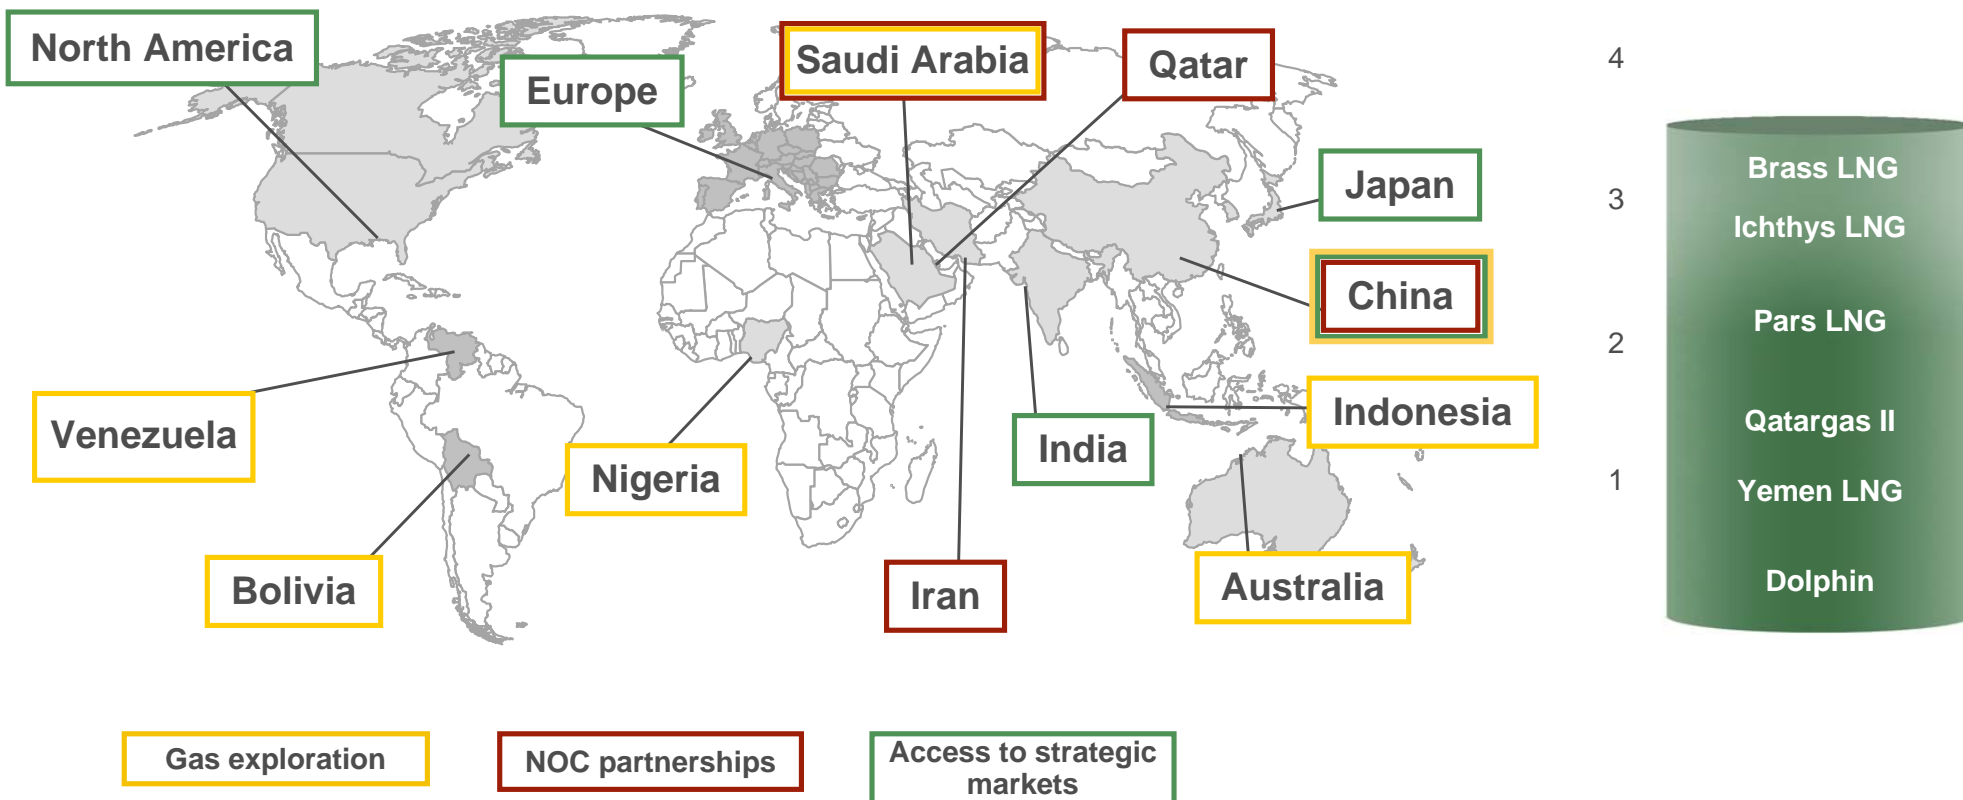 North America
Europe
Saudi Arabia
Qatar
Japan
China
Venezuela
Nigeria
India
Indonesia
Bolivia
Iran
Australia
4
3
2
1
Brass LNG
Ichthys LNG
Pars LNG
Qatargas II
Yemen LNG
Dolphin
Gas exploration
NOC partnerships
Access to strategic
markets